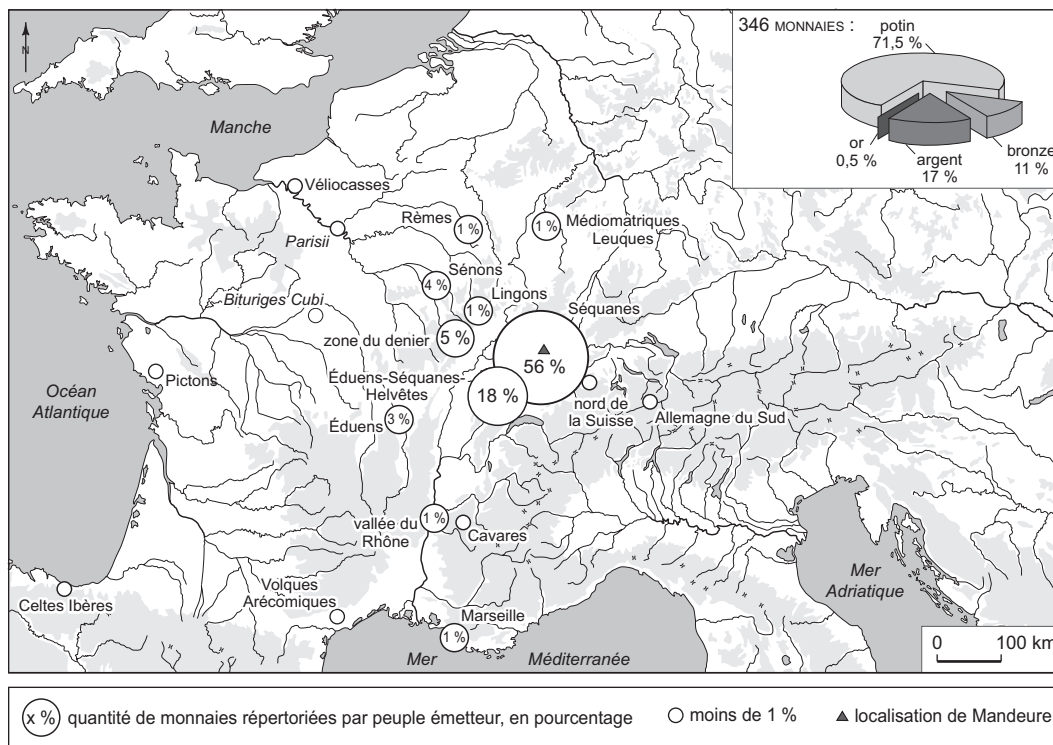 346 MONNAIES :
potin
71,5 %
or
0,5 %
argent
17 %
bronze
11 %
N
Manche
Véliocasses
Parisii
Rèmes
1 %
1 %
Médiomatriques
Leuques
Sénons
4 %
Lingons
1 %
Séquanes
Bituriges Cubi
zone du denier
5 %
56 %
Océan
Atlantique
Pictons
Éduens-Séquanes-
Helvètes
18 %
Éduens
3 %
nord de
la Suisse
Allemagne du Sud
vallée du
Rhône
1 %
Cavares
Celtes Ibères
Volques
Arécomiques
Marseille
1 %
Mer
Méditerranée
Mer
Adriatique
0 100 km
x % quantité de monnaies répertoriées par peuple émetteur, en pourcentage
moins de 1 %
localisation de Mandeure